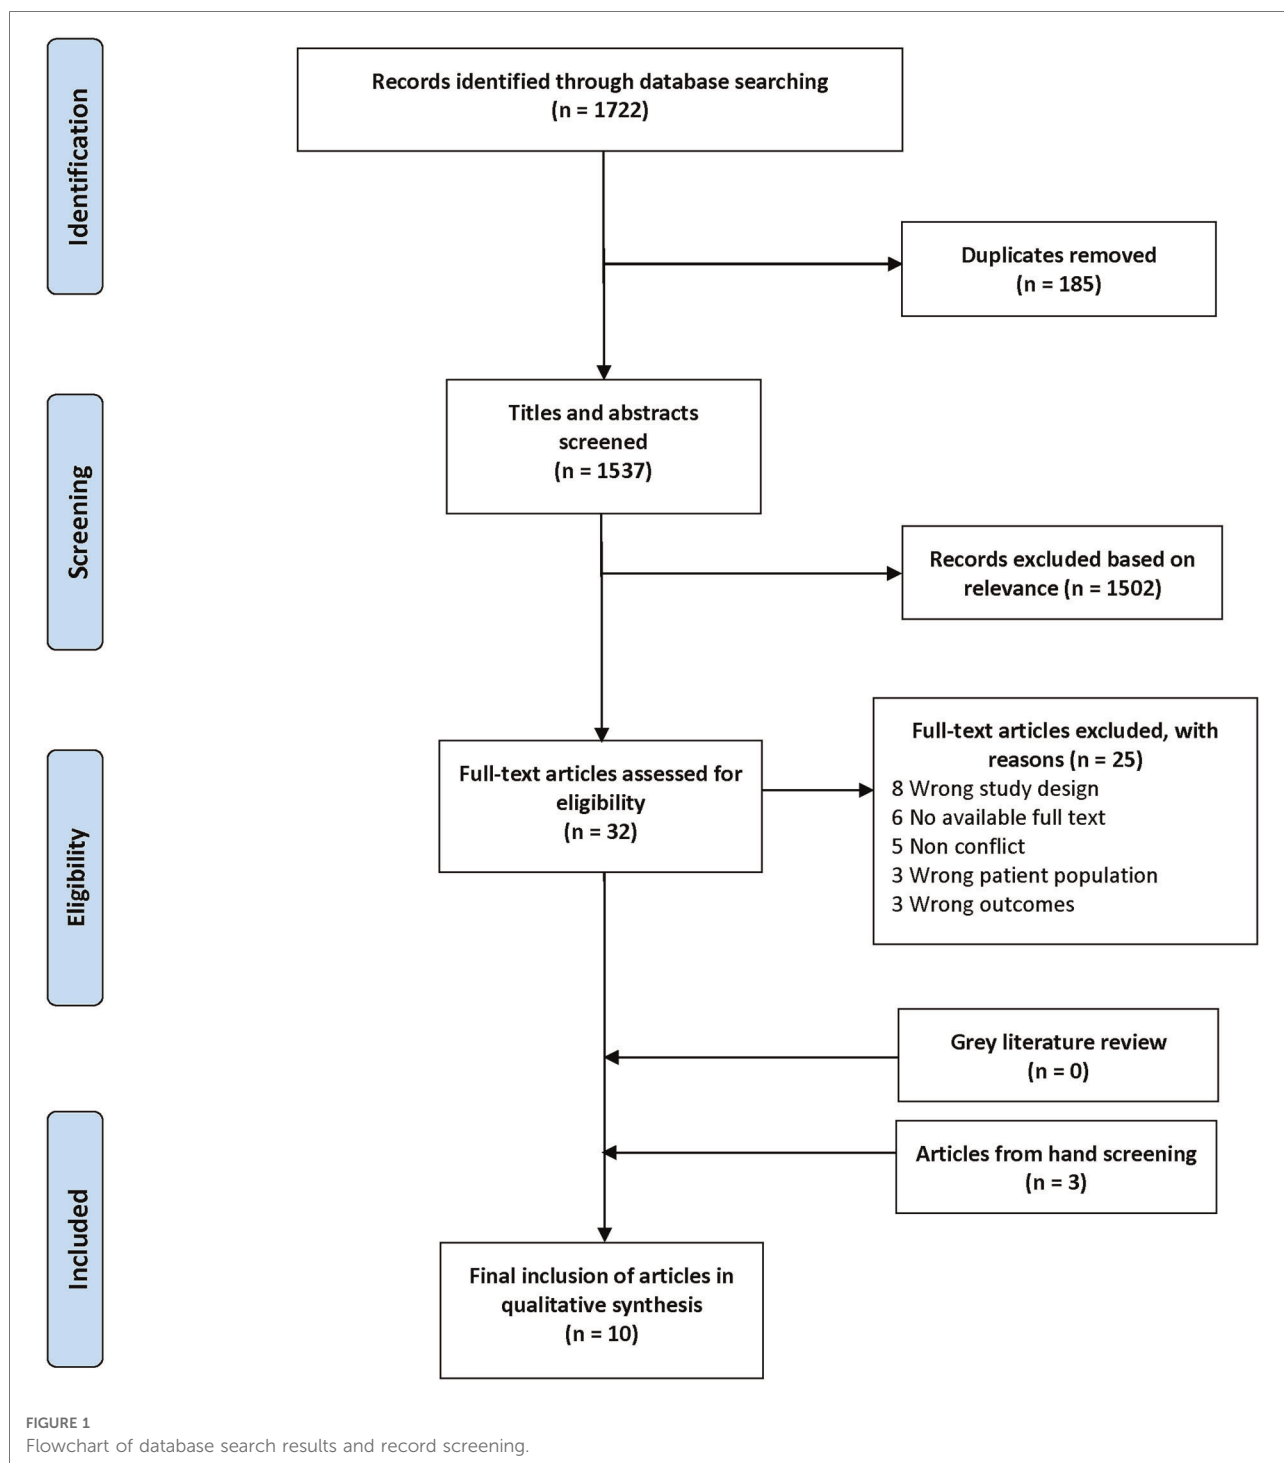 Identification
Records identified through database searching
(n = 1722)
Duplicates removed
(n = 185)
Screening
Titles and abstracts
screened
(n = 1537)
Records excluded based on
relevance (n = 1502)
Eligibility
Full-text articles assessed for
eligibility
(n = 32)
Full-text articles excluded, with
reasons (n = 25)
8 Wrong study design
6 No available full text
5 Non conflict
3 Wrong patient population
3 Wrong outcomes
Grey literature review
(n = 0)
Articles from hand screening
(n = 3)
Included
Final inclusion of articles in
qualitative synthesis
(n = 10)
FIGURE 1
Flowchart of database search results and record screening.